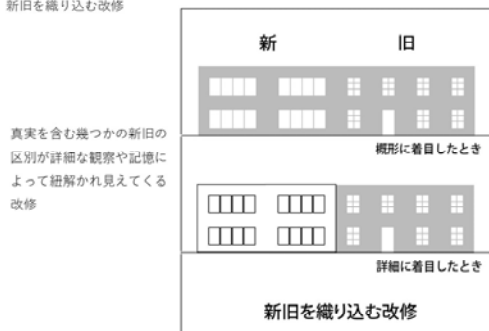 新旧を織り込む改修
新 旧
概形に着目したとき
真実を含む幾つかの新旧の
区別が詳細な観察や記憶に
よって紐解かれ見えてくる
改修
詳細に着目したとき
新旧を織り込む改修